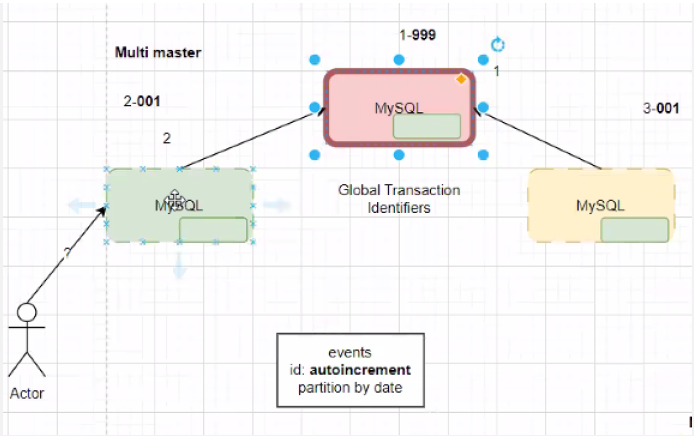 1-999
Multi master
1
2-001
MySQL
3-001
2
Global Transaction
Identifiers
MySQL
MySQL
events
id: autoincrement
partition by date
Actor